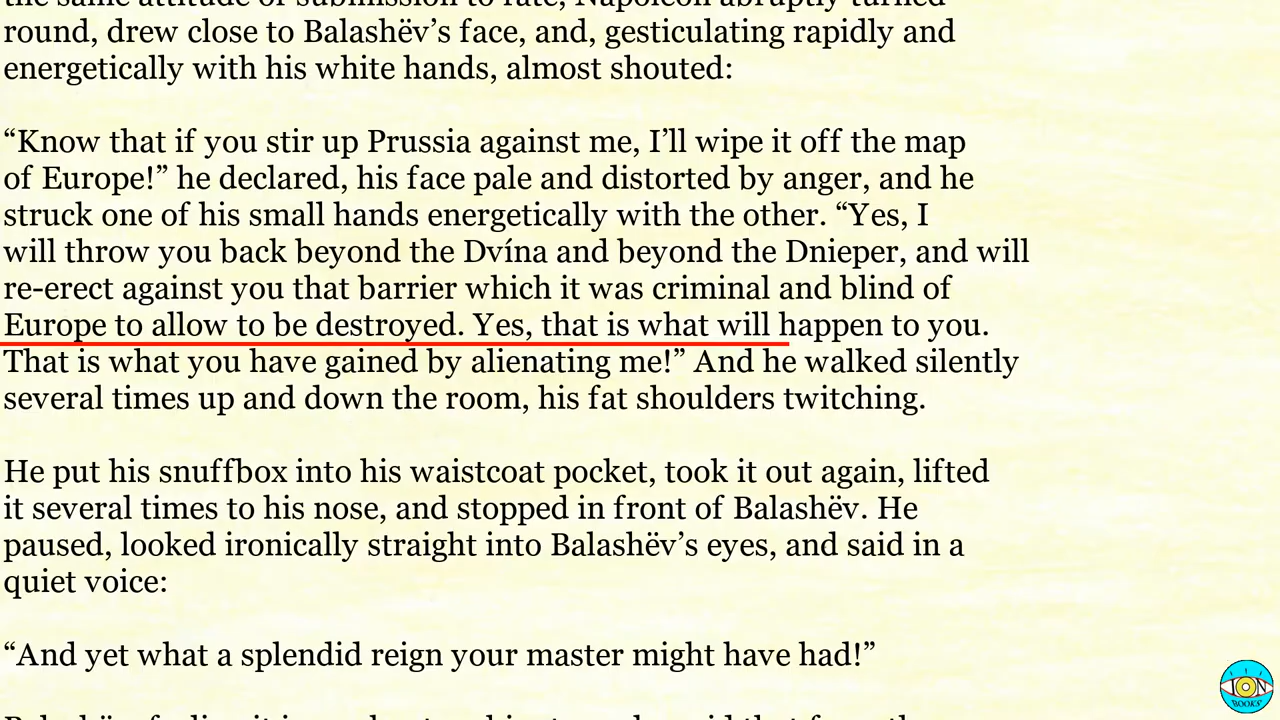 the same attitude of submission to fate, Napoleon abruptly turned
round, drew close to Balashëv’s face, and, gesticulating rapidly and
energetically with his white hands, almost shouted:
“Know that if you stir up Prussia against me, I’ll wipe it off the map
of Europe!” he declared, his face pale and distorted by anger, and he
struck one of his small hands energetically with the other. “Yes, I
will throw you back beyond the Dvína and beyond the Dnieper, and will
re-erect against you that barrier which it was criminal and blind of
Europe to allow to be destroyed. Yes, that is what will happen to you.
That is what you have gained by alienating me!” And he walked silently
several times up and down the room, his fat shoulders twitching.
He put his snuffbox into his waistcoat pocket, took it out again, lifted
it several times to his nose, and stopped in front of Balashëv. He
paused, looked ironically straight into Balashëv’s eyes, and said in a
quiet voice:
“And yet what a splendid reign your master might have had!”
ION
BOOKS